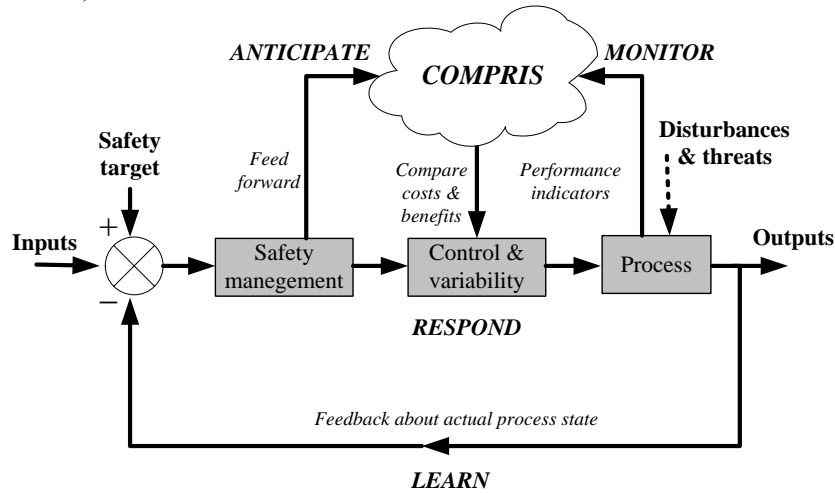 ANTICIPATE
COMPRIS
MONITOR
Safety
target
Feed
forward
Compare
costs &
benefits
Performance
indicators
Disturbances
& threats
+
Inputs
Safety
manegement
Control &
variability
Process
Outputs
−
RESPOND
Feedback about actual process state
LEARN